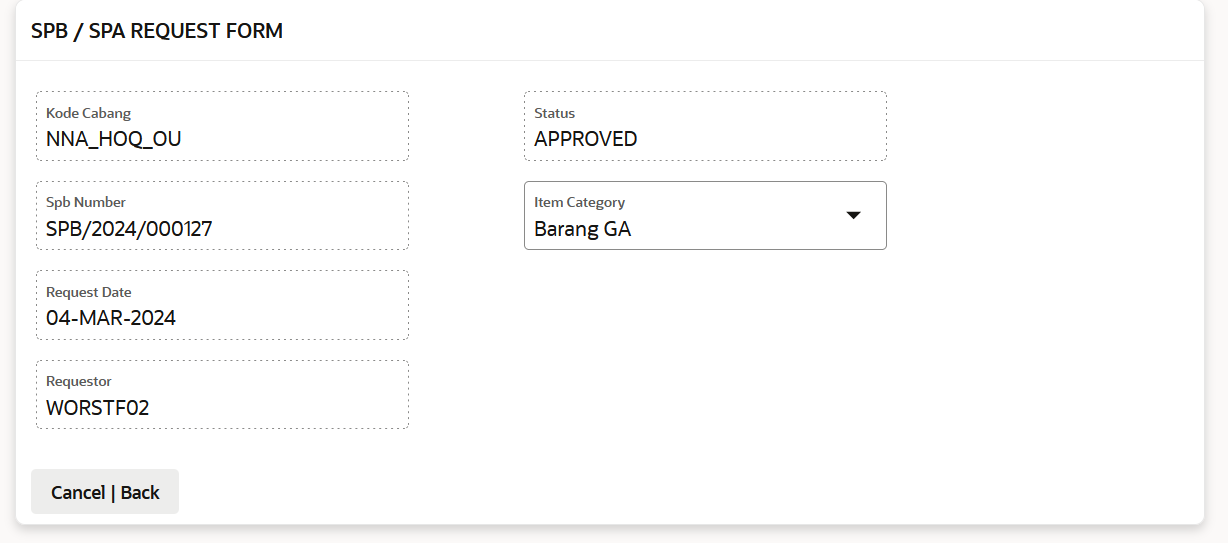 SPB / SPA REQUEST FORM
Kode Cabang
NNA_HOQ_OU
Status
APPROVED
Spb Number
SPB/2024/000127
Item Category
Barang GA
Request Date
04-MAR-2024
Requestor
WORSTF02
Cancel | Back